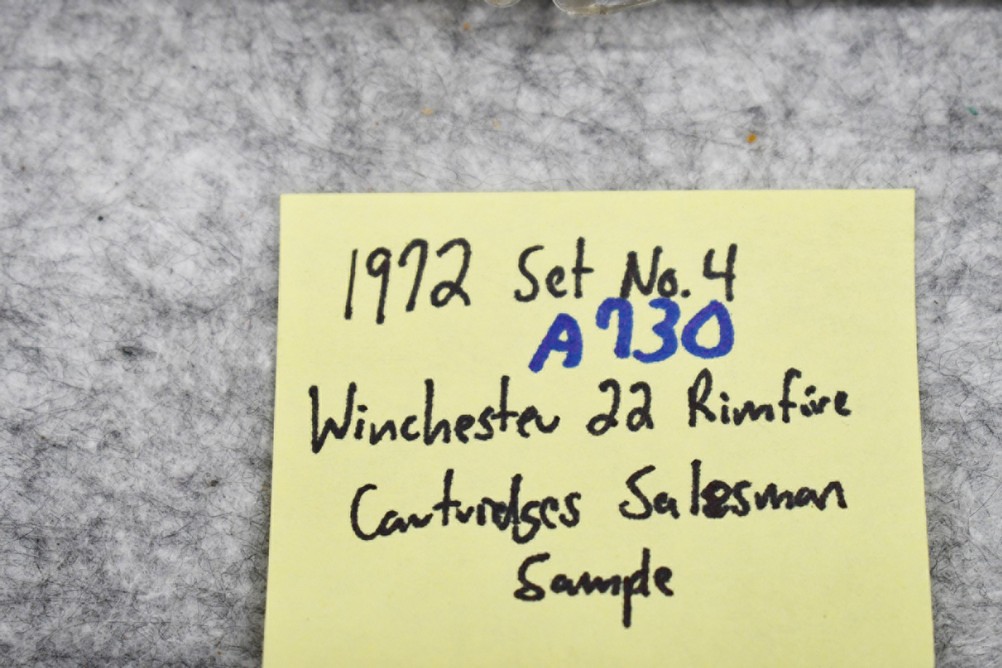 1972 Set No. 4
A730
Winchester 22 Rimfire
Cartridges Salesman
Sample